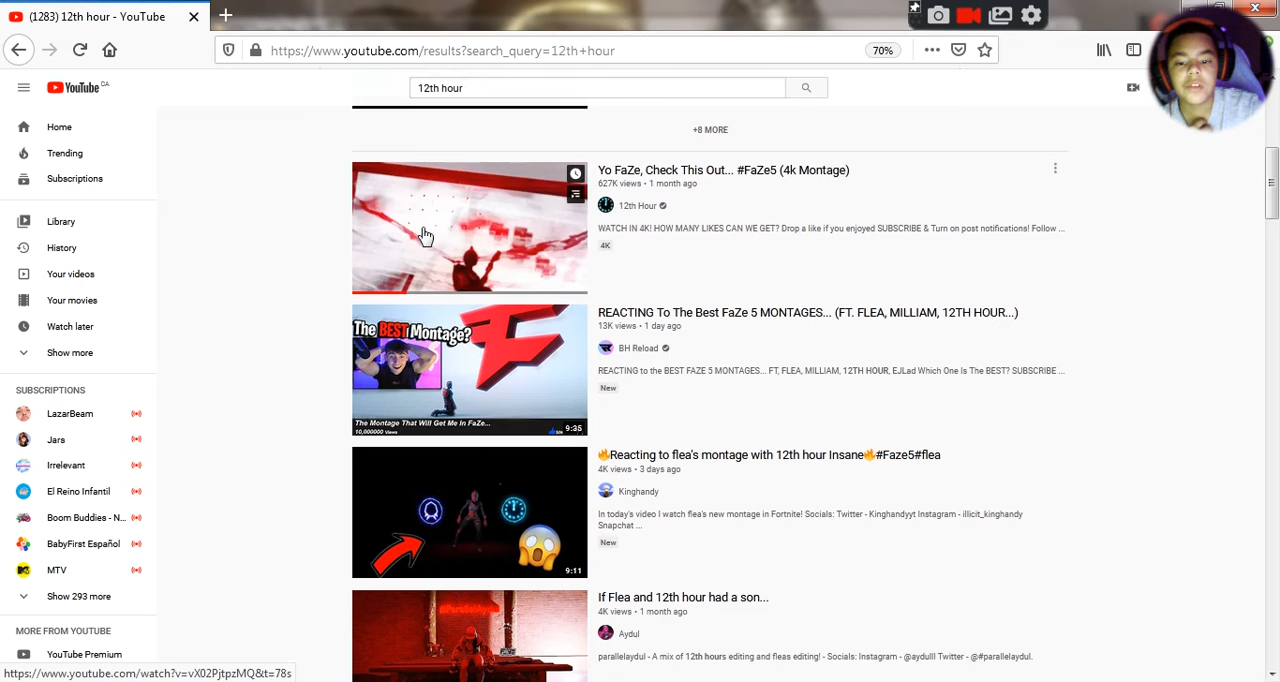 (1283) 12th hour - YouTube
https://www.youtube.com/results?search_query=12th+hour
70%
YouTube CA
12th hour
Home
Trending
Subscriptions
Library
History
Your videos
Your movies
Watch later
Show more
SUBSCRIPTIONS
LazarBeam
Jars
Irrelevant
El Reino Infantil
Boom Buddies - N...
BabyFirst Español
MTV
Show 293 more
MORE FROM YOUTUBE
YouTube Premium
https://www.youtube.com/watch?v=vX02PjtpzMQ&t=78s
+8 MORE
Yo FaZe, Check This Out... #FaZe5 (4k Montage)
627K views • 1 month ago
12th Hour
WATCH IN 4K! HOW MANY LIKES CAN WE GET? Drop a like if you enjoyed SUBSCRIBE & Turn on post notifications! Follow ...
4K
The BEST Montage?
The Montage That Will Get Me In FaZe...
10,000000 Views
9:35
REACTING To The Best FaZe 5 MONTAGES... (FT. FLEA, MILLIAM, 12TH HOUR...)
13K views • 1 day ago
BH Reload
REACTING to the BEST FAZE 5 MONTAGES... FT, FLEA, MILLIAM, 12TH HOUR, EJLad Which One Is The BEST? SUBSCRIBE ...
New
9:11
🔥Reacting to flea's montage with 12th hour Insane🔥#Faze5#flea
4K views • 3 days ago
Kinghandy
In today's video I watch flea's new montage in Fortnite! Socials: Twitter - Kinghandyyt Instagram - illicit_kinghandy
Snapchat ...
New
If Flea and 12th hour had a son...
4K views • 1 month ago
Aydul
parallelaydul - A mix of 12th hours editing and fleas editing! - Socials: Instagram - @aydulll Twitter - @#parallelaydul.